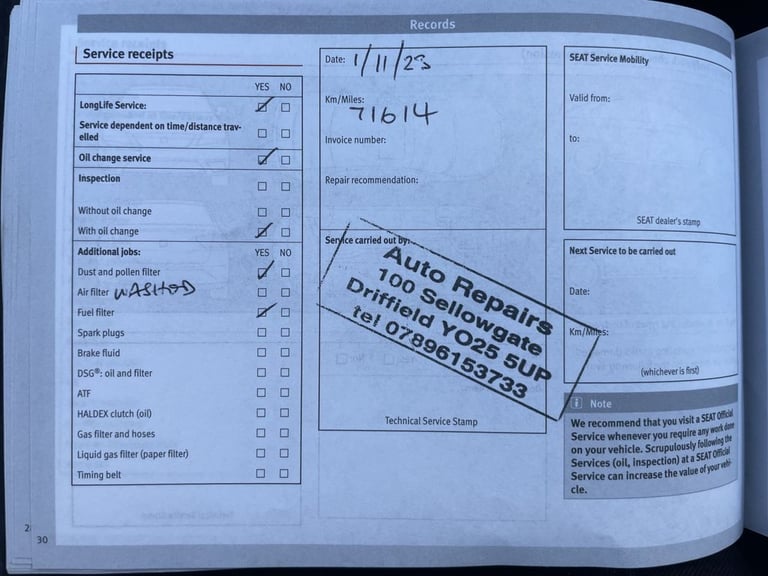 Records
Service receipts
YES NO
LongLife Service:
Service dependent on time/distance trav-
elled
Oil change service
Inspection
Without oil change
With oil change
Additional jobs: YES NO
Dust and pollen filter
Air filter WASHED
Fuel filter
Spark plugs
Brake fluid
DSG®: oil and filter
ATF
HALDEX clutch (oil)
Gas filter and hoses
Liquid gas filter (paper filter)
Timing belt
30
Date: 1/11/23
Km/Miles:
71614
Invoice number:
Repair recommendation:
Service carried out by:
Auto Repairs
100 Sellowgate
Driffield YO25 5UP
tel 07896153733
Technical Service Stamp
SEAT Service Mobility
Valid from:
to:
SEAT dealer's stamp
Next Service to be carried out
Date:
Km/Miles:
(whichever is first)
i Note
We recommend that you visit a SEAT Official
Service whenever you require any work done
on your vehicle. Scrupulously following the
Services (oil, inspection) at a SEAT Official
Service can increase the value of your vehi-
cle.